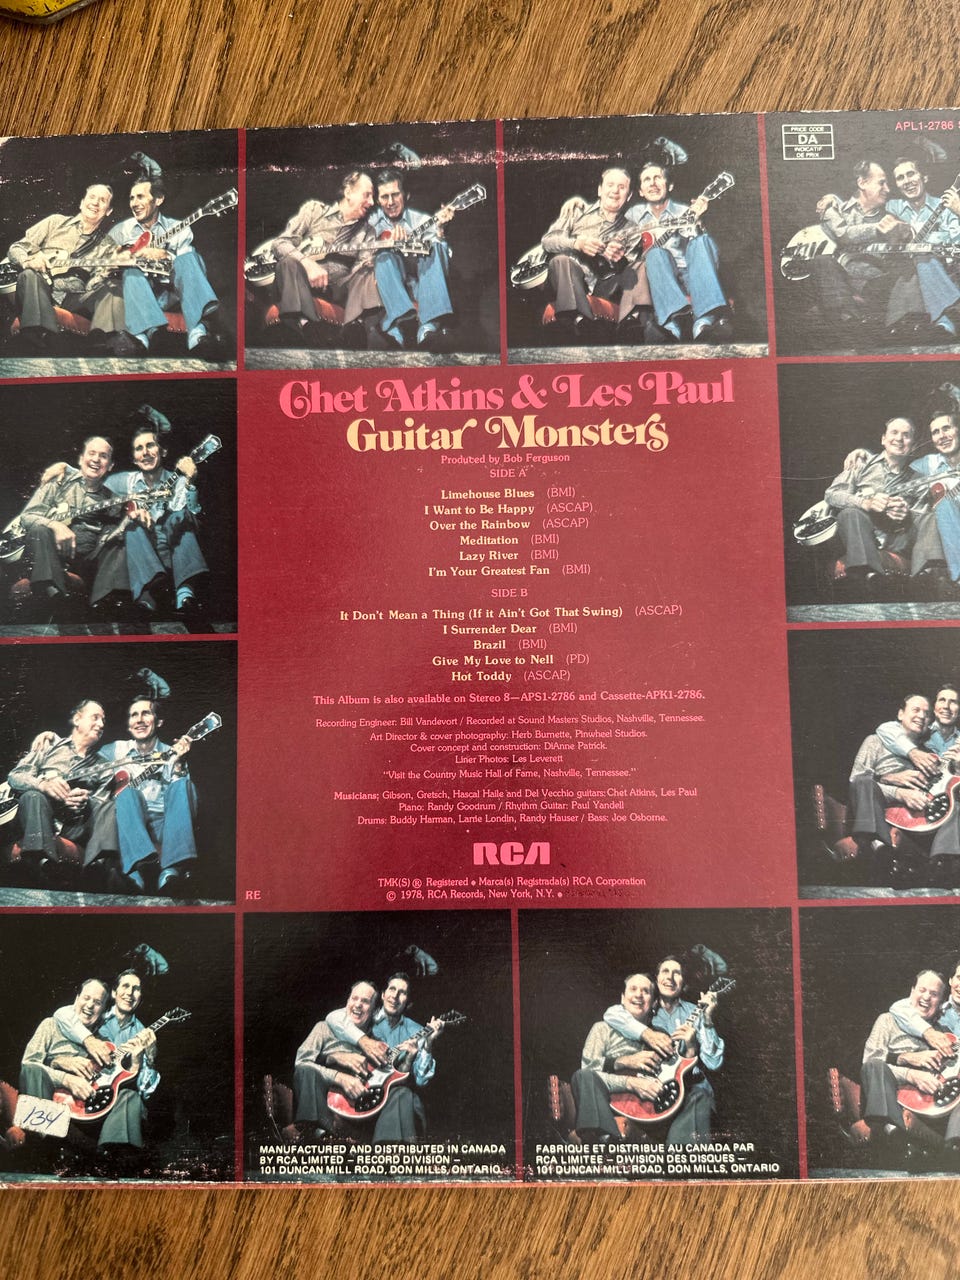 PRICE CODE
DA
INDICATIF
DE PRIX
APL1-2786
Chet Atkins & Les Paul
Guitar Monsters
Produced by Bob Ferguson
SIDE A
Limehouse Blues (BMI)
I Want to Be Happy (ASCAP)
Over the Rainbow (ASCAP)
Meditation (BMI)
Lazy River (BMI)
I'm Your Greatest Fan (BMI)
SIDE B
It Don't Mean a Thing (If it Ain't Got That Swing) (ASCAP)
I Surrender Dear (BMI)
Brazil (BMI)
Give My Love to Nell (PD)
Hot Toddy (ASCAP)
This Album is also available on Stereo 8—APS1-2786 and Cassette-APK1-2786.
Recording Engineer: Bill Vandevort / Recorded at Sound Masters Studios, Nashville, Tennessee.
Art Director & cover photography: Herb Burnette, Pinwheel Studios.
Cover concept and construction: DiAnne Patrick.
Liner Photos: Les Leverett
"Visit the Country Music Hall of Fame, Nashville, Tennessee."
Musicians; Gibson, Gretsch, Hascal Haile and Del Vecchio guitars: Chet Atkins, Les Paul
Piano: Randy Goodrum / Rhythm Guitar: Paul Yandell
Drums: Buddy Harman, Larrie Londin, Randy Hauser / Bass: Joe Osborne.
RCA
TMK(S) ® Registered • Marca(s) Registrada(s) RCA Corporation
© 1978, RCA Records, New York, N.Y. •
RE
134
MANUFACTURED AND DISTRIBUTED IN CANADA
BY RCA LIMITED — RECORD DIVISION —
101 DUNCAN MILL ROAD, DON MILLS, ONTARIO.
FABRIQUE ET DISTRIBUE AU CANADA PAR
RCA LIMITEE — DIVISION DES DISQUES —
101 DUNCAN MILL ROAD, DON MILLS, ONTARIO